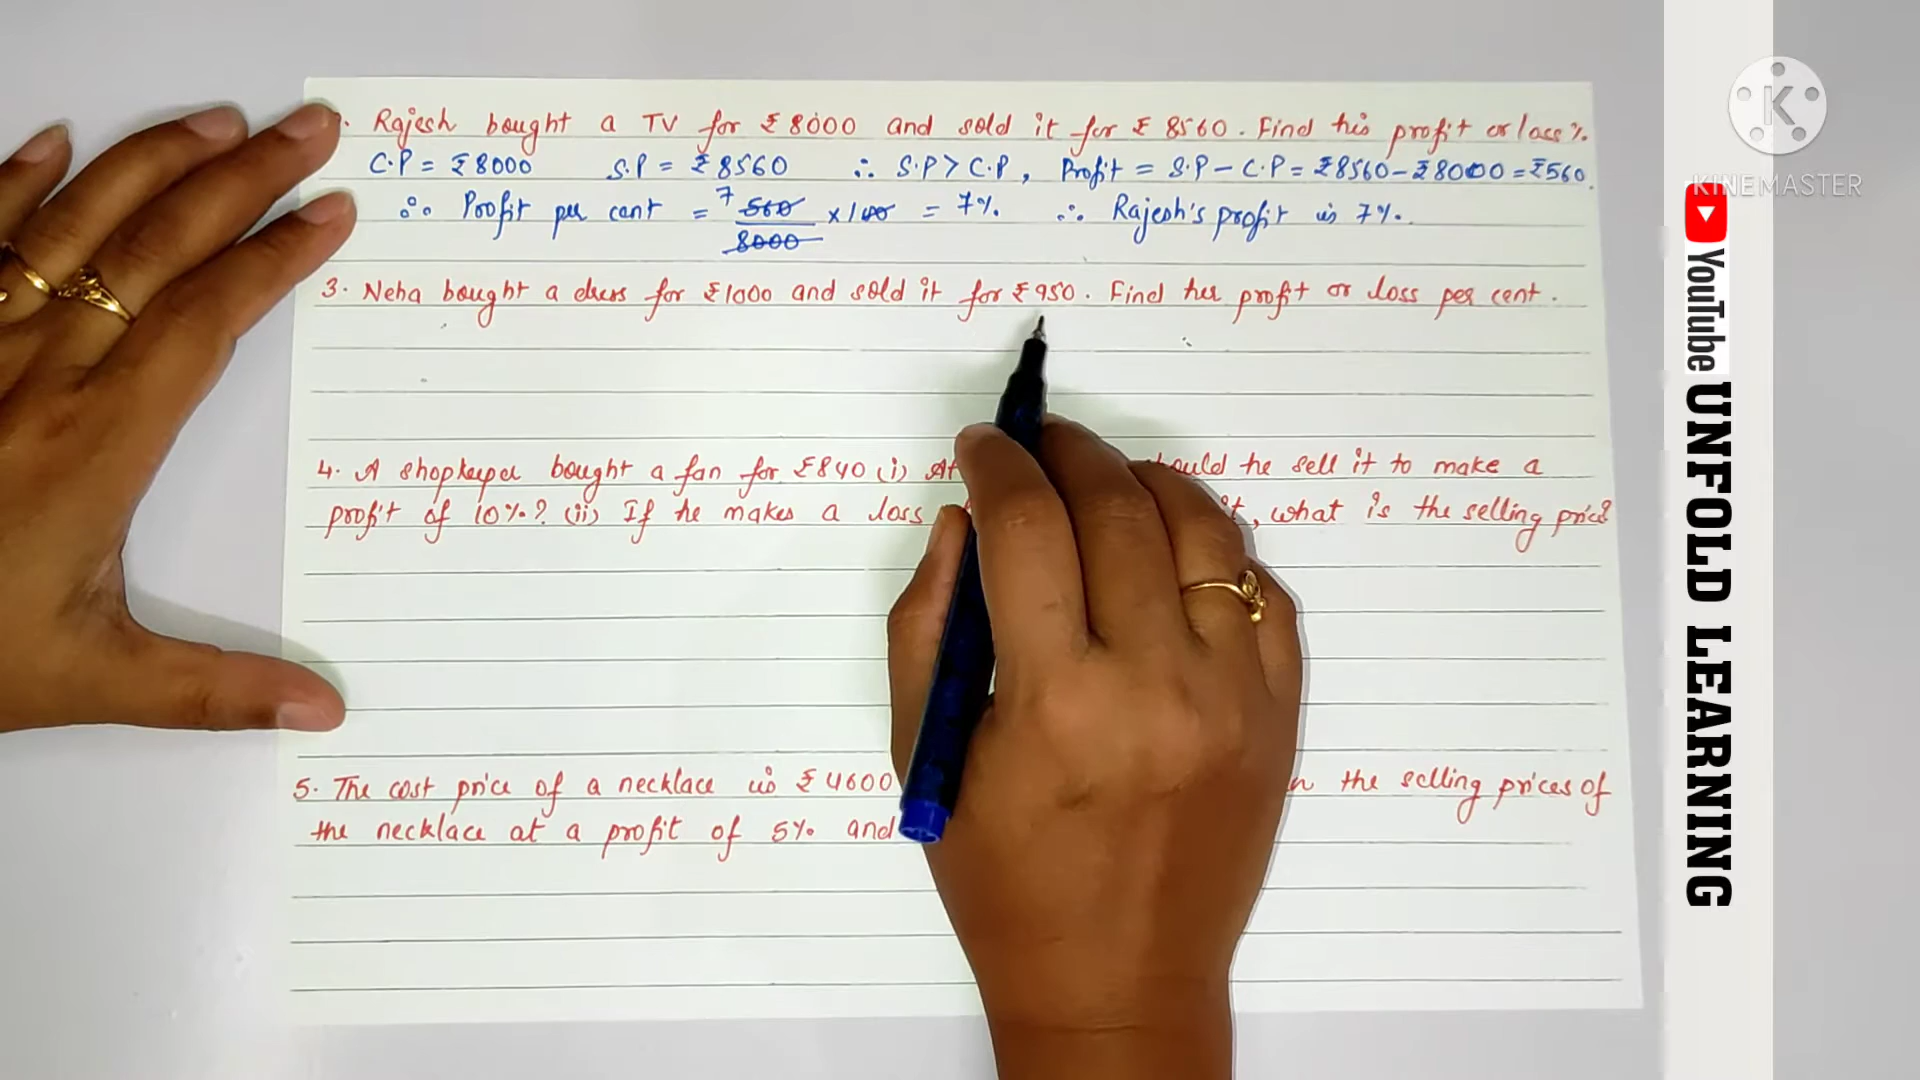 . Rajesh bought a TV for ₹8000 and sold it for ₹ 8560. Find his profit or loss %.
C.P = ₹8000 S.P = ₹8560 ∴ S.P > C.P, Profit = S.P - C.P = ₹8560 - ₹8000 = ₹560.
∴ Profit per cent = 7 560/8000 × 100 = 7%. ∴ Rajesh's profit is 7%.
3. Neha bought a dress for ₹1000 and sold it for ₹950. Find her profit or loss per cent.
4. A shopkeeper bought a fan for ₹840 (i) At should he sell it to make a
profit of 10%? (ii) If he makes a loss , what is the selling price?
5. The cost price of a necklace is ₹4600 the selling prices of
the necklace at a profit of 5% and
K
KINEMASTER
YouTube
UNFOLD LEARNING